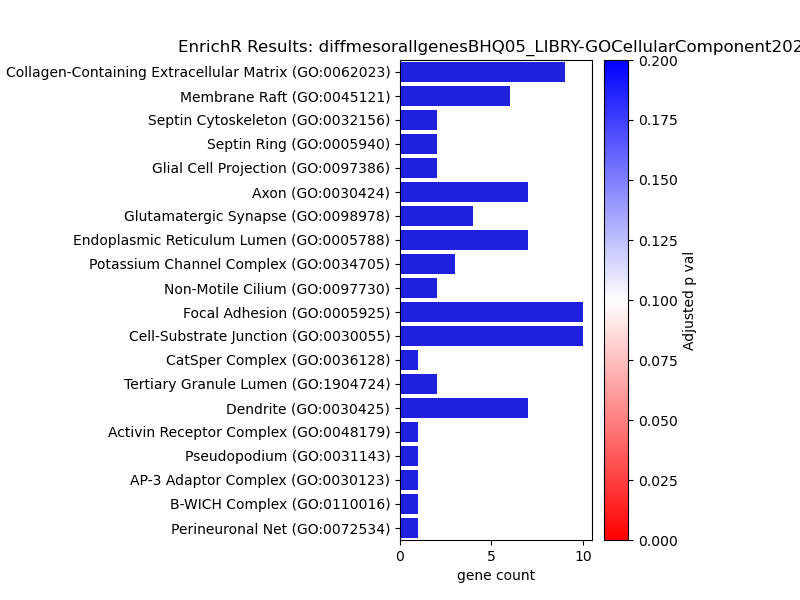 EnrichR Results: diffmesorallgenesBHQ05_LIBRY-GOCellularComponent202
Collagen-Containing Extracellular Matrix (GO:0062023)
Membrane Raft (GO:0045121)
Septin Cytoskeleton (GO:0032156)
Septin Ring (GO:0005940)
Glial Cell Projection (GO:0097386)
Axon (GO:0030424)
Glutamatergic Synapse (GO:0098978)
Endoplasmic Reticulum Lumen (GO:0005788)
Potassium Channel Complex (GO:0034705)
Non-Motile Cilium (GO:0097730)
Focal Adhesion (GO:0005925)
Cell-Substrate Junction (GO:0030055)
CatSper Complex (GO:0036128)
Tertiary Granule Lumen (GO:1904724)
Dendrite (GO:0030425)
Activin Receptor Complex (GO:0048179)
Pseudopodium (GO:0031143)
AP-3 Adaptor Complex (GO:0030123)
B-WICH Complex (GO:0110016)
Perineuronal Net (GO:0072534)
0 5 10
gene count
0.200
0.175
0.150
0.125
0.100
0.075
0.050
0.025
0.000
Adjusted p val